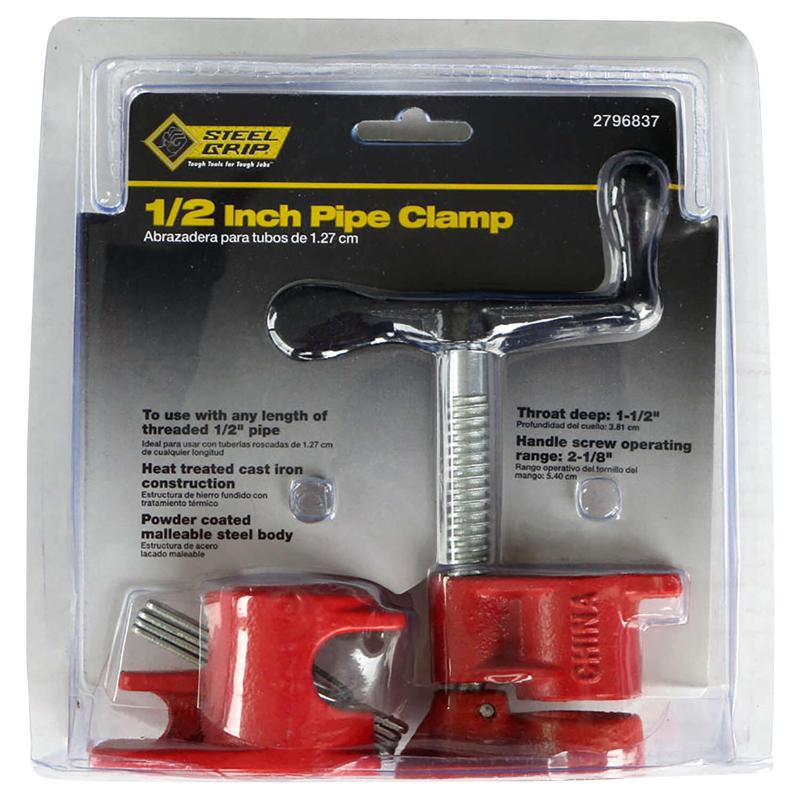 STEEL
GRIP
Tough Tools for Tough Jobs™
2796837
1/2 Inch Pipe Clamp
Abrazadera para tubos de 1.27 cm
To use with any length of
threaded 1/2" pipe
Ideal para usar con tuberías roscadas de 1.27 cm
de cualquier longitud
Heat treated cast iron
construction
Estructura de hierro fundido con
tratamiento térmico
Powder coated
malleable steel body
Estructura de acero
lacado maleable
Throat deep: 1-1/2"
Profundidad del cuello: 3.81 cm
Handle screw operating
range: 2-1/8"
Rango operativo del tornillo del
mango: 5.40 cm
CHINA